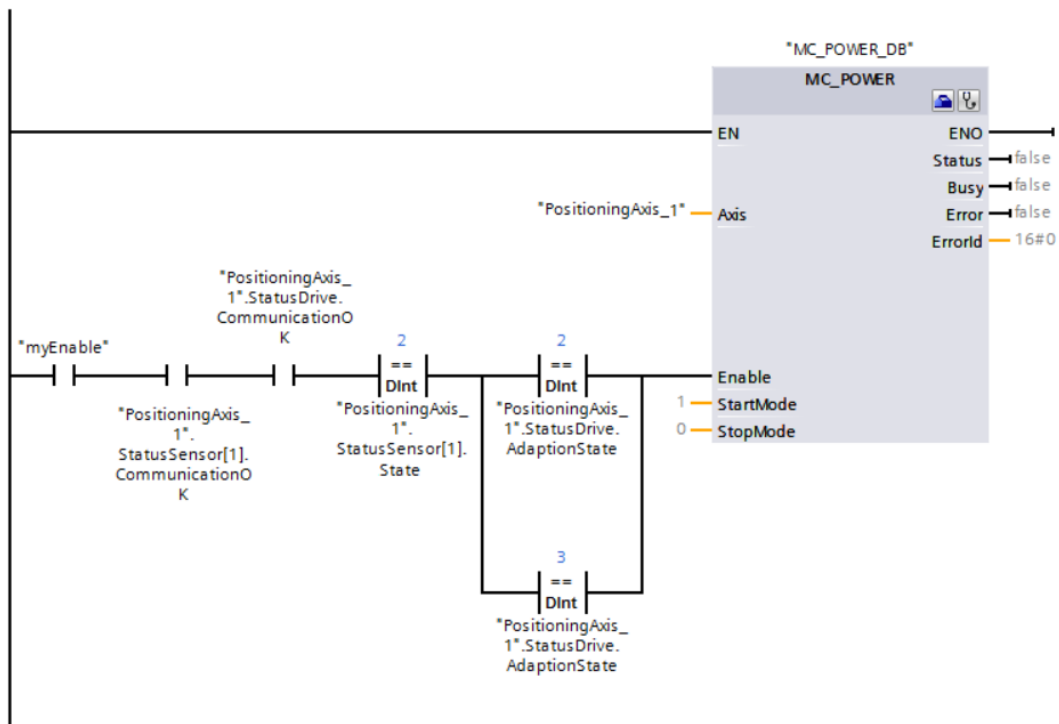 "MC_POWER_DB"
MC_POWER
EN
ENO
Status
false
Busy
false
"PositioningAxis_1"
Axis
Error
false
ErrorId
16#0
"PositioningAxis_
1".StatusDrive.
CommunicationO
K
"myEnable"
2
==
DInt
2
==
DInt
Enable
"PositioningAxis_
1".
StatusSensor[1].
CommunicationO
K
"PositioningAxis_
1".
StatusSensor[1].
State
"PositioningAxis_
1".StatusDrive.
AdaptionState
1
StartMode
0
StopMode
3
==
DInt
"PositioningAxis_
1".StatusDrive.
AdaptionState